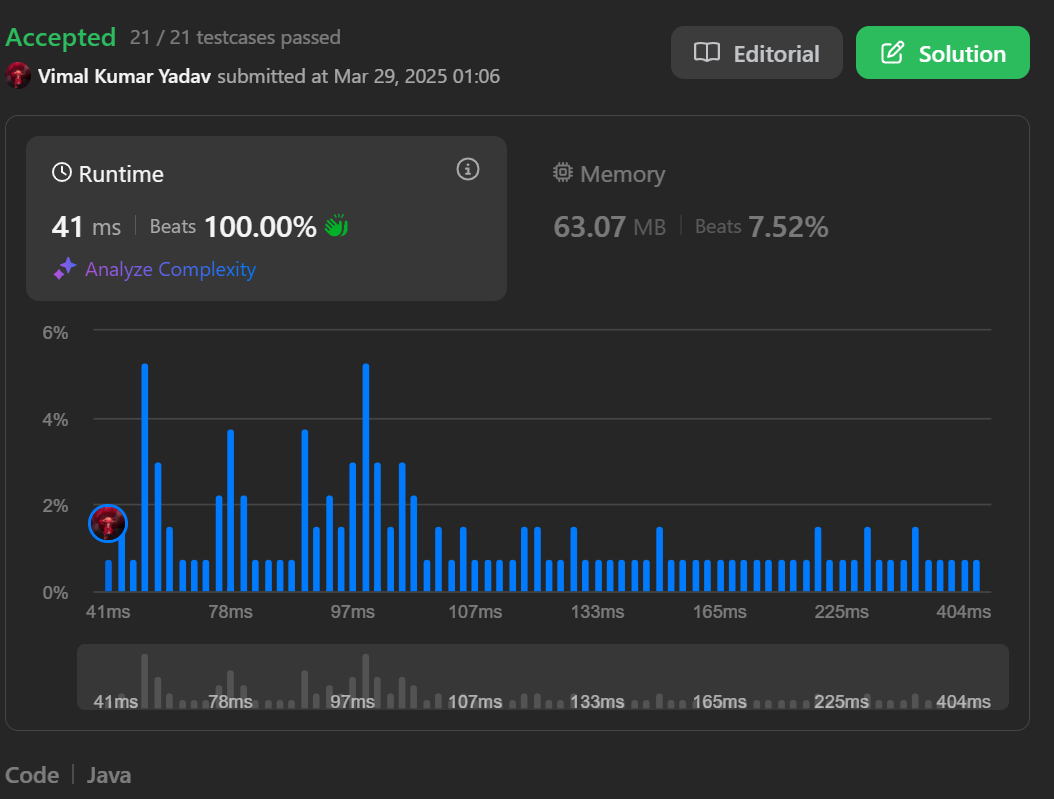 Accepted 21 / 21 testcases passed
Editorial
Solution
Vimal Kumar Yadav submitted at Mar 29, 2025 01:06
Runtime
41 ms | Beats 100.00%
Analyze Complexity
Memory
63.07 MB | Beats 7.52%
6%
4%
2%
0%
41ms 78ms 97ms 107ms 133ms 165ms 225ms 404ms
41ms 78ms 97ms 107ms 133ms 165ms 225ms 404ms
Code | Java